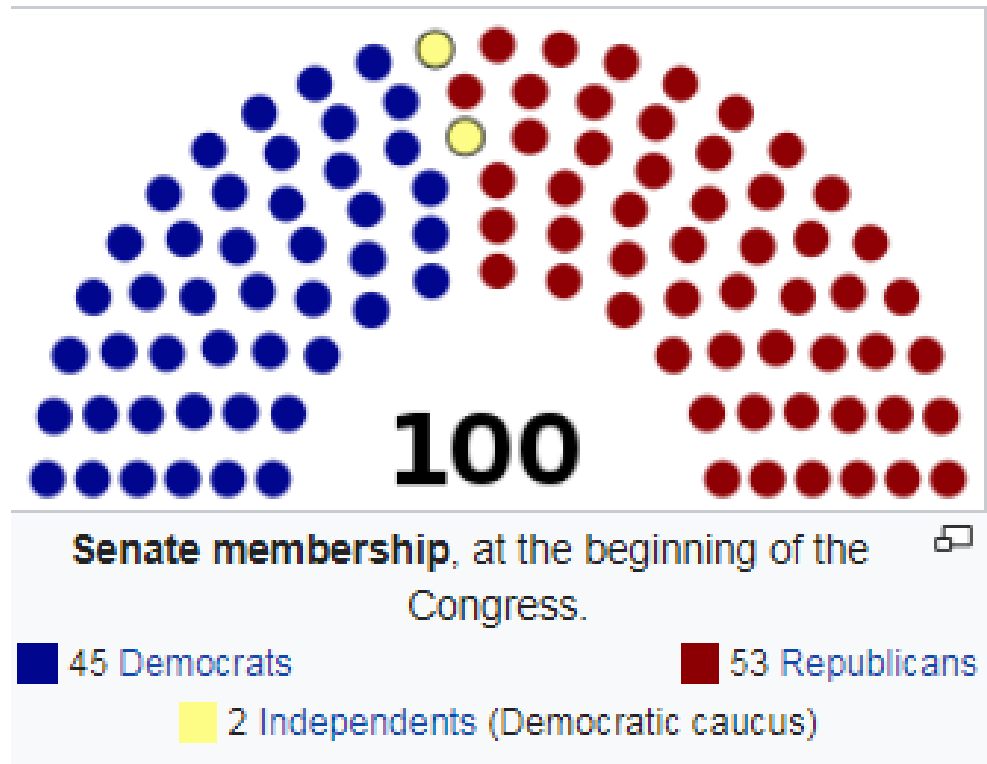 100
Senate membership, at the beginning of the
Congress.
45 Democrats
53 Republicans
2 Independents (Democratic caucus)